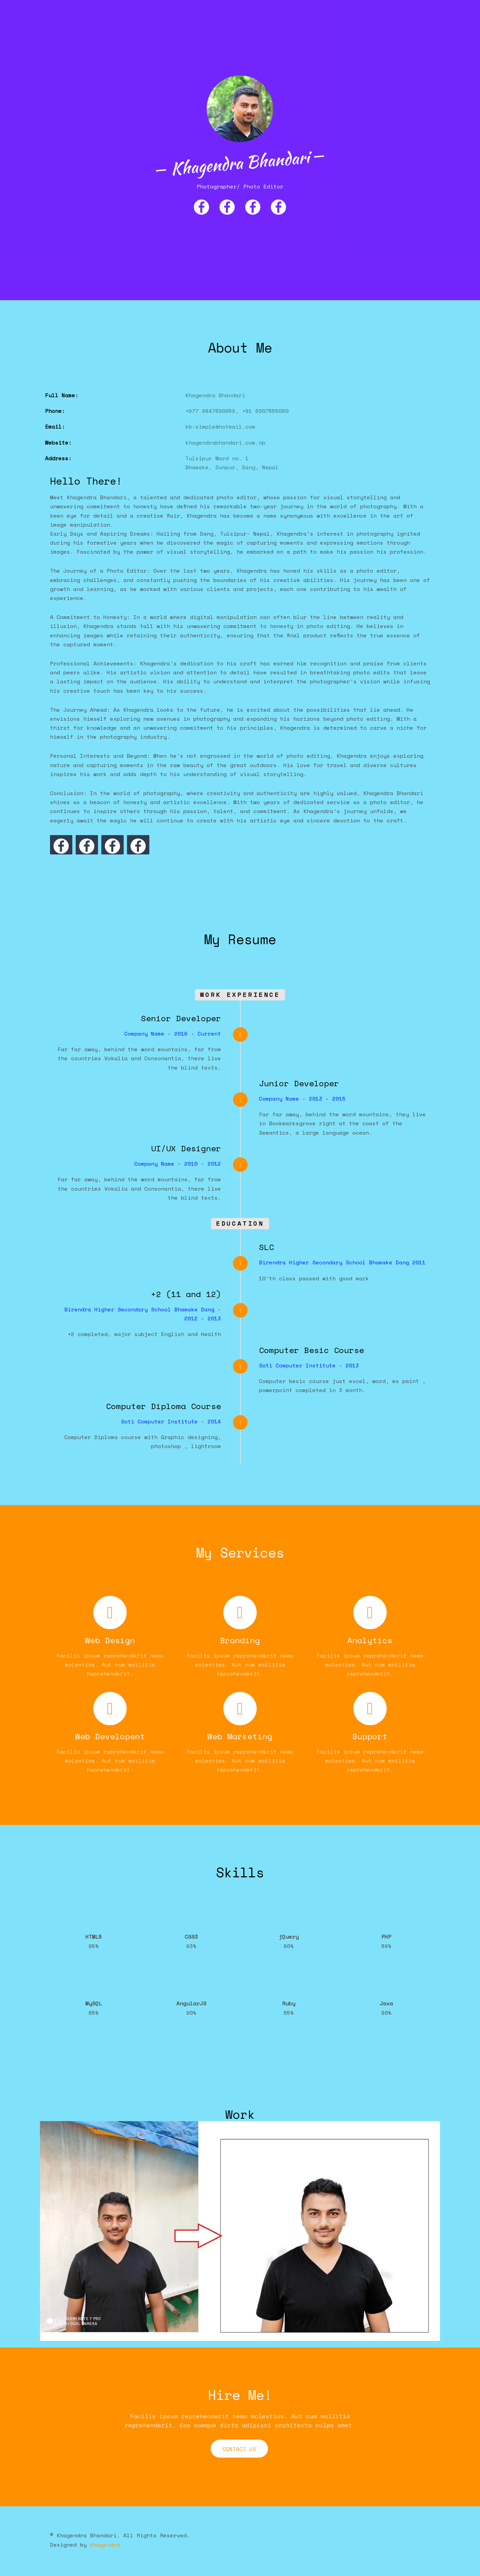 Khagendra Bhandari
Photographer/ Photo Editor
About Me
Full Name: Khagendra Bhandari
Phone:
Email: kb-simple@hotmail.com
Website: khagendrabhandari.com.np
Address: Tulsipur Ward no. 1
Bhamake, Sunpur, Dang, Nepal
Hello There!
Meet Khagendra Bhandari, a talented and dedicated photo editor, whose passion for visual storytelling and
unwavering commitment to honesty have defined his remarkable two-year journey in the world of photography. With a
keen eye for detail and a creative flair, Khagendra has become a name synonymous with excellence in the art of
image manipulation.
Early Days and Aspiring Dreams: Hailing from Dang, Tulsipur- Nepal, Khagendra's interest in photography ignited
during his formative years when he discovered the magic of capturing moments and expressing emotions through
images. Fascinated by the power of visual storytelling, he embarked on a path to make his passion his profession.
The Journey of a Photo Editor: Over the last two years, Khagendra has honed his skills as a photo editor,
embracing challenges, and constantly pushing the boundaries of his creative abilities. His journey has been one of
growth and learning, as he worked with various clients and projects, each one contributing to his wealth of
experience.
A Commitment to Honesty: In a world where digital manipulation can often blur the line between reality and
illusion, Khagendra stands tall with his unwavering commitment to honesty in photo editing. He believes in
enhancing images while retaining their authenticity, ensuring that the final product reflects the true essence of
the captured moment.
Professional Achievements: Khagendra's dedication to his craft has earned him recognition and praise from clients
and peers alike. His artistic vision and attention to detail have resulted in breathtaking photo edits that leave
a lasting impact on the audience. His ability to understand and interpret the photographer's vision while infusing
his creative touch has been key to his success.
The Journey Ahead: As Khagendra looks to the future, he is excited about the possibilities that lie ahead. He
envisions himself exploring new avenues in photography and expanding his horizons beyond photo editing. With a
thirst for knowledge and an unwavering commitment to his principles, Khagendra is determined to carve a niche for
himself in the photography industry.
Personal Interests and Beyond: When he's not engrossed in the world of photo editing, Khagendra enjoys exploring
nature and capturing moments in the raw beauty of the great outdoors. His love for travel and diverse cultures
inspires his work and adds depth to his understanding of visual storytelling.
Conclusion: In the world of photography, where creativity and authenticity are highly valued, Khagendra Bhandari
shines as a beacon of honesty and artistic excellence. With two years of dedicated service as a photo editor, he
continues to inspire others through his passion, talent, and commitment. As Khagendra's journey unfolds, we
eagerly await the magic he will continue to create with his artistic eye and sincere devotion to the craft.
My Resume
WORK EXPERIENCE
Senior Developer
Company Name - 2016 - Current
Far far away, behind the word mountains, far from
the countries Vokalia and Consonantia, there live
the blind texts.
Junior Developer
Company Name - 2013 - 2015
Far far away, behind the word mountains, they live
in Bookmarksgrove right at the coast of the
Semantics, a large language ocean.
UI/UX Designer
Company Name - 2010 - 2012
Far far away, behind the word mountains, far from
the countries Vokalia and Consonantia, there live
the blind texts.
EDUCATION
SLC
Birendra Higher Secondary School Bhamake Dang 2011
10'th class passed with good mark
+2 (11 and 12)
Birendra Higher Secondary School Bhamake Dang -
2012 - 2013
+2 completed, major subject English and Health
Computer Besic Course
Soti Computer Institute - 2013
Computer besic course just excel, word, ms paint ,
powerpoint completed in 3 month.
Computer Diploma Course
Soti Computer Institute - 2014
Computer Diploma course with Graphic designing,
photoshop , lightroom
My Services
Web Design
Facilis ipsum reprehenderit nemo
molestias. Aut cum mollitia
reprehenderit.
Branding
Facilis ipsum reprehenderit nemo
molestias. Aut cum mollitia
reprehenderit.
Analytics
Facilis ipsum reprehenderit nemo
molestias. Aut cum mollitia
reprehenderit.
Web Developent
Facilis ipsum reprehenderit nemo
molestias. Aut cum mollitia
reprehenderit.
Web Marketing
Facilis ipsum reprehenderit nemo
molestias. Aut cum mollitia
reprehenderit.
Support
Facilis ipsum reprehenderit nemo
molestias. Aut cum mollitia
reprehenderit.
Skills
HTML5 CSS3 jQuery PHP
95% 93% 90% 89%
MySQL AngularJS Ruby Java
85% 90% 85% 90%
Work
Hire Me!
Facilis ipsum reprehenderit nemo molestias. Aut cum mollitia
reprehenderit. Eos cumque dicta adipisci architecto culpa amet.
CONTACT US
© Khagendra Bhandari. All Rights Reserved.
Designed by Khagendra